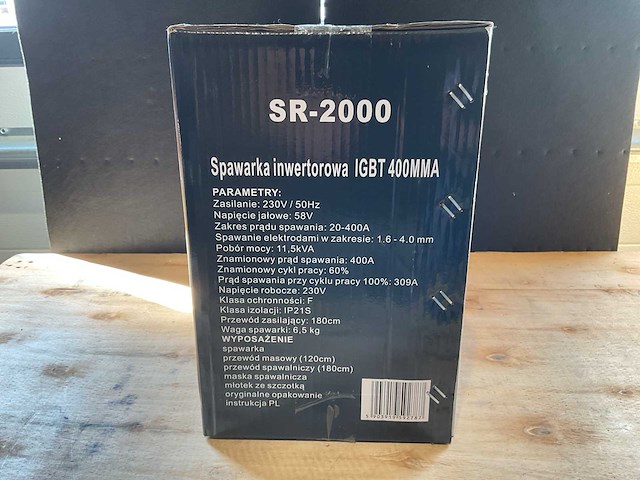 SR-2000
Spawarka inwertorowa IGBT 400MMA
PARAMETRY:
Zasilanie: 230V / 50Hz
Napięcie jałowe: 58V
Zakres prądu spawania: 20-400A
Spawanie elektrodami w zakresie: 1.6 - 4.0 mm
Pobór mocy: 11,5kVA
Znamionowy prąd spawania: 400A
Znamionowy cykl pracy: 60%
Prąd spawania przy cyklu pracy 100%: 309A
Napięcie robocze: 230V
Klasa ochronności: F
Klasa izolacji: IP21S
Przewód zasilający: 180cm
Waga spawarki: 6,5 kg
WYPOSAŻENIE
spawarka
przewód masowy (120cm)
przewód spawalniczy (180cm)
maska spawalnicza
młotek ze szczotką
oryginalne opakowanie
instrukcja PL